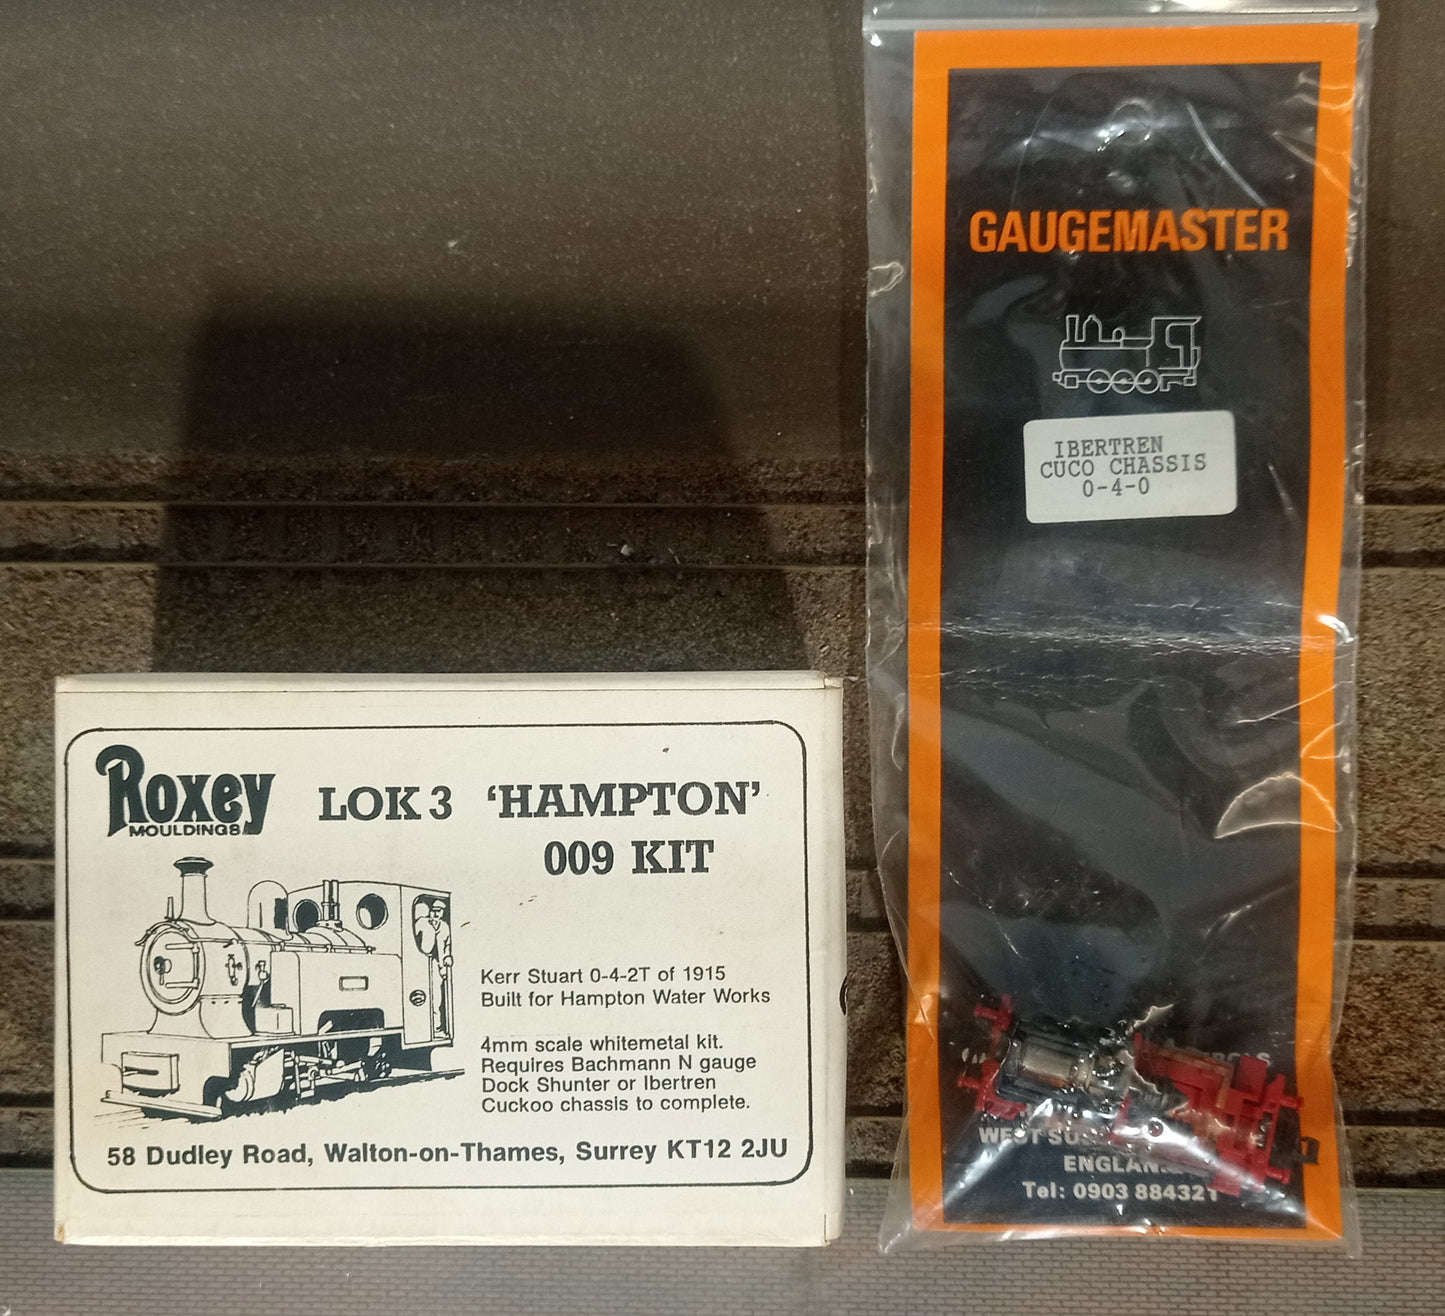 Roxey
MOULDINGS
LOK 3 ‘HAMPTON’
009 KIT
Kerr Stuart 0-4-2T of 1915
Built for Hampton Water Works
4mm scale whitemetal kit.
Requires Bachmann N gauge
Dock Shunter or Ibertren
Cuckoo chassis to complete.
58 Dudley Road, Walton-on-Thames, Surrey KT12 2JU
GAUGEMASTER
IBERTREN
CUCO CHASSIS
0-4-0
WEST
Tel: 0903 884321